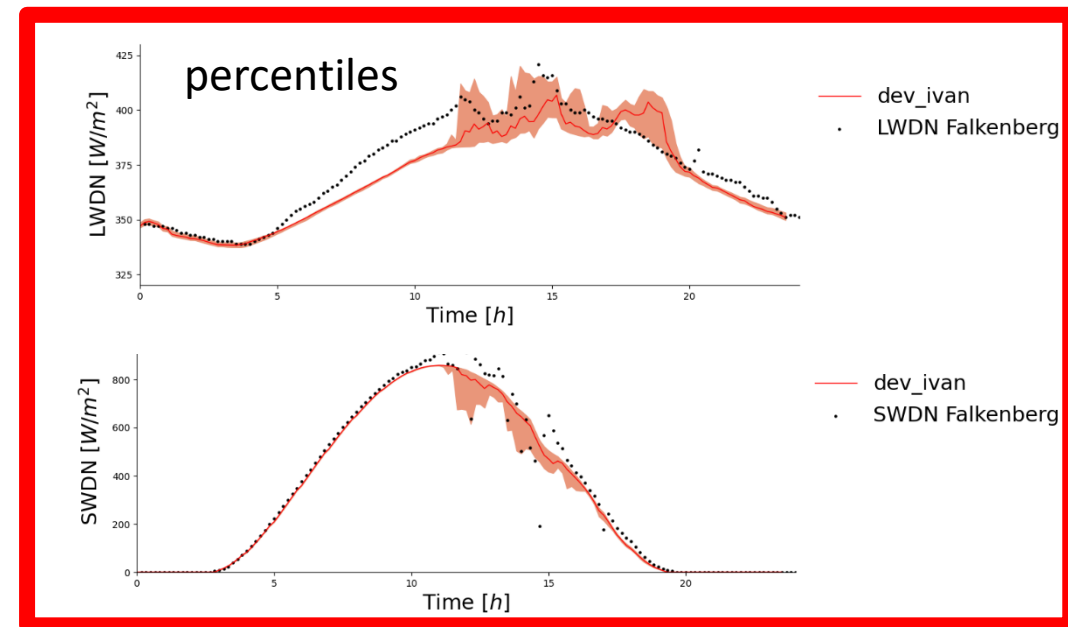 percentiles
LWDN [W/m²]
425
400
375
350
325
0 5 10 15 20
Time [h]
dev_ivan
LWDN Falkenberg
SWDN [W/m²]
800
600
400
200
0
0 5 10 15 20
Time [h]
dev_ivan
SWDN Falkenberg